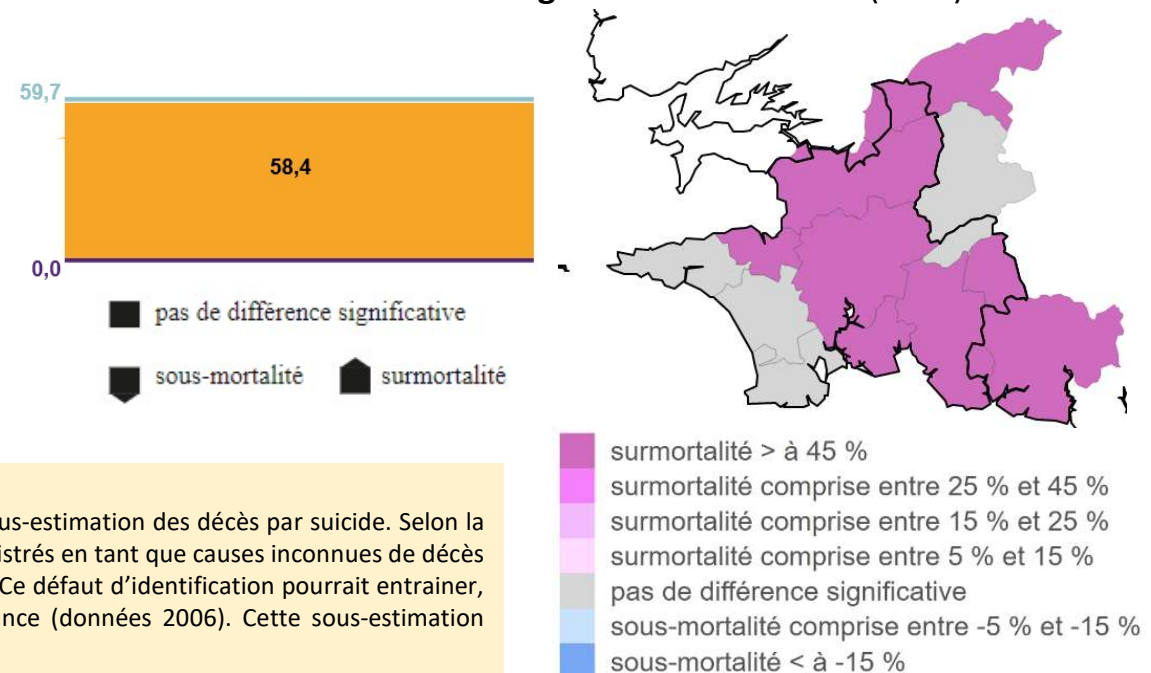 59,7
58,4
0,0
pas de différence significative
sous-mortalité
surmortalité
us-estimation des décès par suicide. Selon la
istrés en tant que causes inconnues de décès
Ce défaut d’identification pourrait entrainer,
nce (données 2006). Cette sous-estimation
surmortalité > à 45 %
surmortalité comprise entre 25 % et 45 %
surmortalité comprise entre 15 % et 25 %
surmortalité comprise entre 5 % et 15 %
pas de différence significative
sous-mortalité comprise entre -5 % et -15 %
sous-mortalité < à -15 %